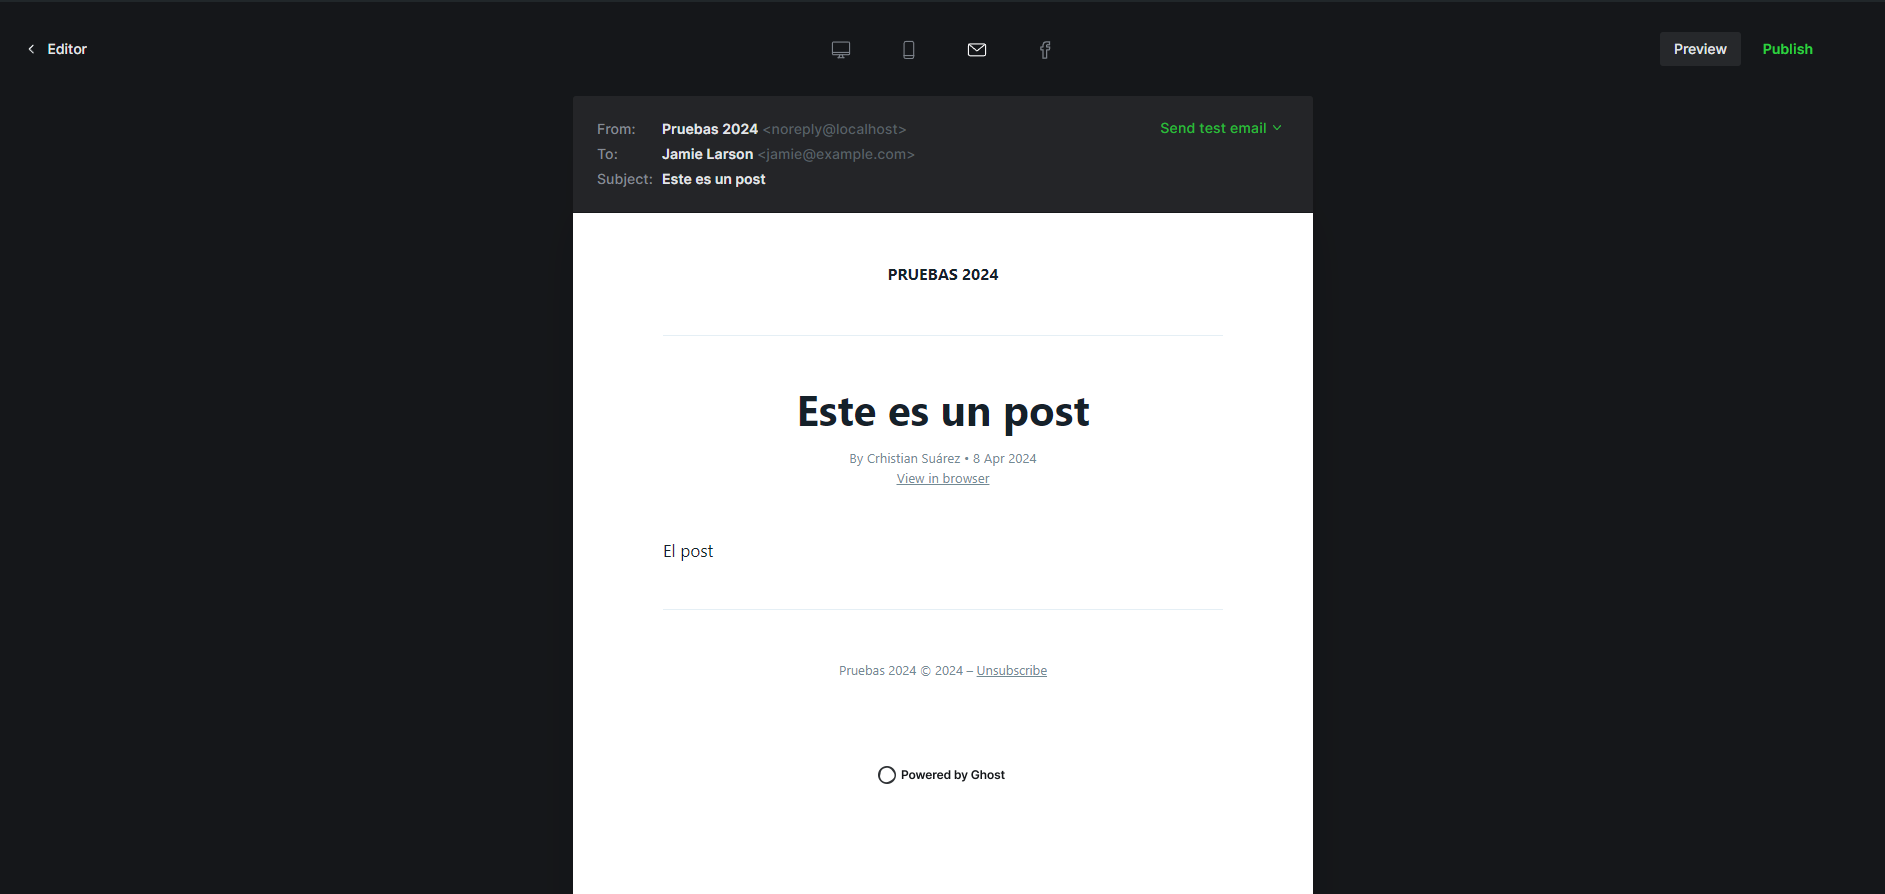 Editor
Preview
Publish
From: Pruebas 2024 <noreply@localhost>
Send test email
To: Jamie Larson <jamie@example.com>
Subject: Este es un post
PRUEBAS 2024
Este es un post
By Crhistian Suárez • 8 Apr 2024
View in browser
El post
Pruebas 2024 © 2024 – Unsubscribe
Powered by Ghost